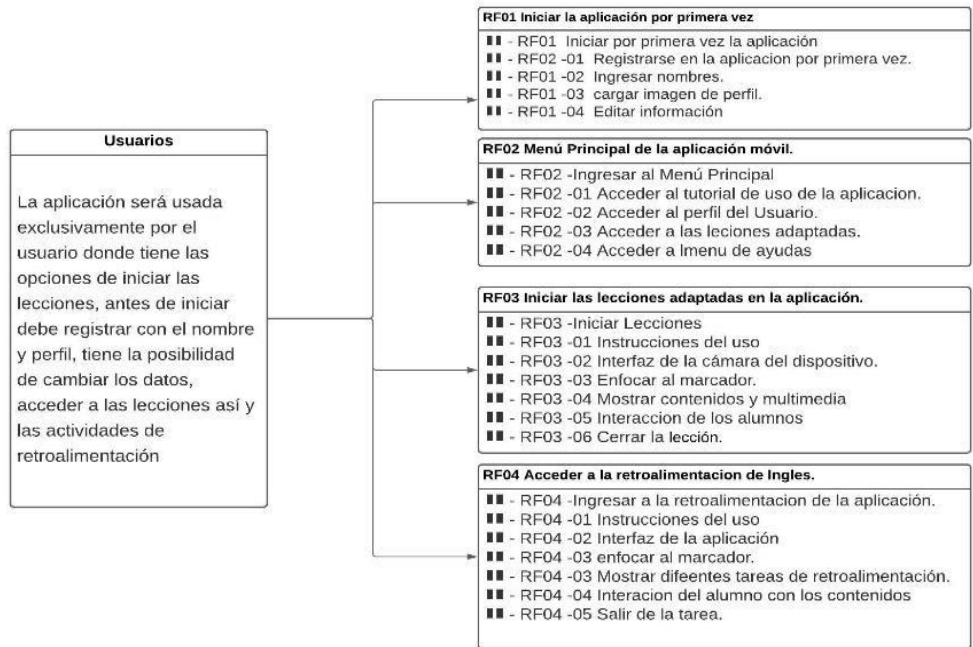 Usuarios
La aplicación será usada
exclusivamente por el
usuario donde tiene las
opciones de iniciar las
lecciones, antes de iniciar
debe registrar con el nombre
y perfil, tiene la posibilidad
de cambiar los datos,
acceder a las lecciones así y
las actividades de
retroalimentación
RF01 Iniciar la aplicación por primera vez
- RF01 Iniciar por primera vez la aplicación
- RF02 -01 Registrarse en la aplicacion por primera vez.
- RF01 -02 Ingresar nombres.
- RF01 -03 cargar imagen de perfil.
- RF01 -04 Editar información
RF02 Menú Principal de la aplicación móvil.
- RF02 -Ingresar al Menú Principal
- RF02 -01 Acceder al tutorial de uso de la aplicacion.
- RF02 -02 Acceder al perfil del Usuario.
- RF02 -03 Acceder a las leciones adaptadas.
- RF02 -04 Acceder a lmenu de ayudas
RF03 Iniciar las lecciones adaptadas en la aplicación.
- RF03 -Iniciar Lecciones
- RF03 -01 Instrucciones del uso
- RF03 -02 Interfaz de la cámara del dispositivo.
- RF03 -03 Enfocar al marcador.
- RF03 -04 Mostrar contenidos y multimedia
- RF03 -05 Interaccion de los alumnos
- RF03 -06 Cerrar la lección.
RF04 Acceder a la retroalimentacion de Ingles.
- RF04 -Ingresar a la retroalimentacion de la aplicación.
- RF04 -01 Instrucciones del uso
- RF04 -02 Interfaz de la aplicación
- RF04 -03 enfocar al marcador.
- RF04 -03 Mostrar difeentes tareas de retroalimentación.
- RF04 -04 Interacion del alumno con los contenidos
- RF04 -05 Salir de la tarea.